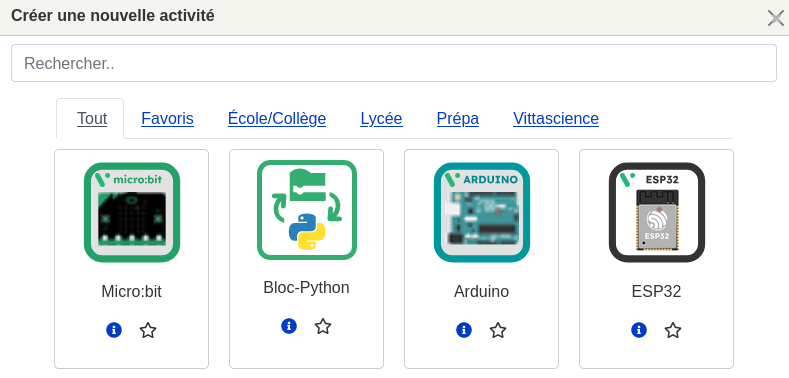 Créer une nouvelle activité
Rechercher..
Tout Favoris École/Collège Lycée Prépa Vittascience
micro:bit ARDUINO ESP32
ESP32
Micro:bit Bloc-Python Arduino ESP32